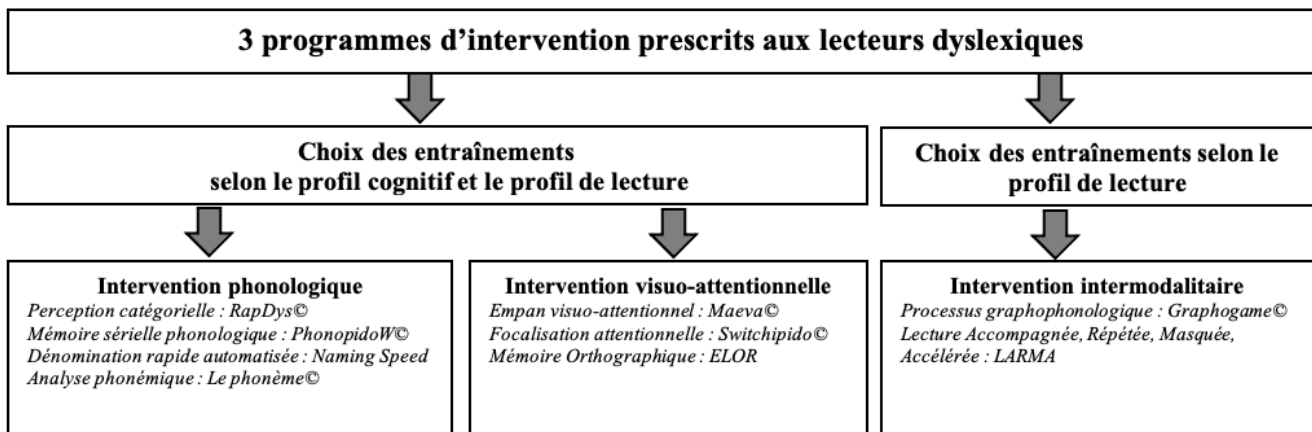 3 programmes d'intervention prescrits aux lecteurs dyslexiques
Choix des entraînements
selon le profil cognitif et le profil de lecture
Choix des entraînements selon le
profil de lecture
Intervention phonologique
Perception catégorielle : RapDys©
Mémoire sérielle phonologique : PhonopidoW©
Dénomination rapide automatisée : Naming Speed
Analyse phonémique : Le phonème©
Intervention visuo-attentionnelle
Empan visuo-attentionnel : Maeva©
Focalisation attentionnelle : Switchipido©
Mémoire Orthographique : ELOR
Intervention intermodalitaire
Processus graphophonologique : Graphogame©
Lecture Accompagnée, Répétée, Masquée,
Accélérée : LARMA